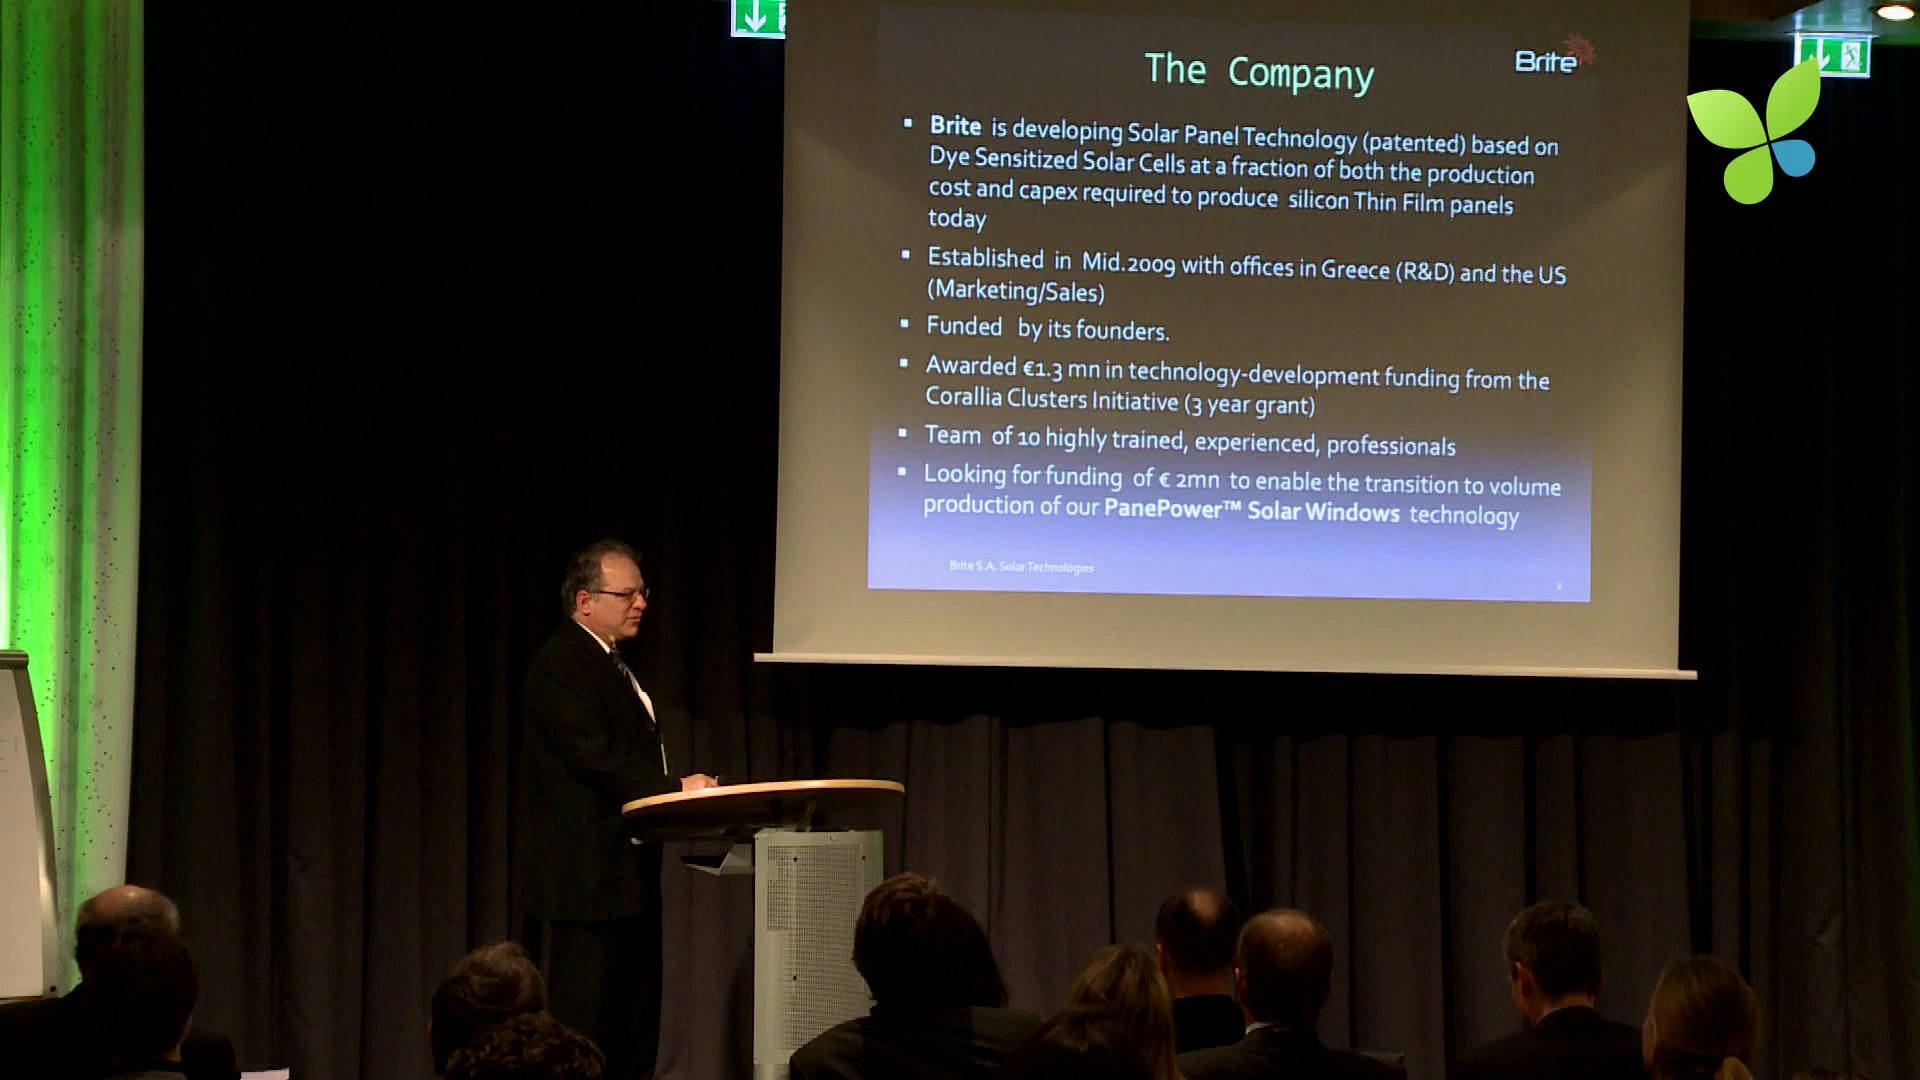 The Company
Brite
▪ Brite is developing Solar Panel Technology (patented) based on
Dye Sensitized Solar Cells at a fraction of both the production
cost and capex required to produce silicon Thin Film panels
today
▪ Established in Mid.2009 with offices in Greece (R&D) and the US
(Marketing/Sales)
▪ Funded by its founders.
▪ Awarded €1.3 mn in technology-development funding from the
Corallia Clusters Initiative (3 year grant)
▪ Team of 10 highly trained, experienced, professionals
▪ Looking for funding of € 2mn to enable the transition to volume
production of our PanePower™ Solar Windows technology
Brite S.A. Solar Technologies